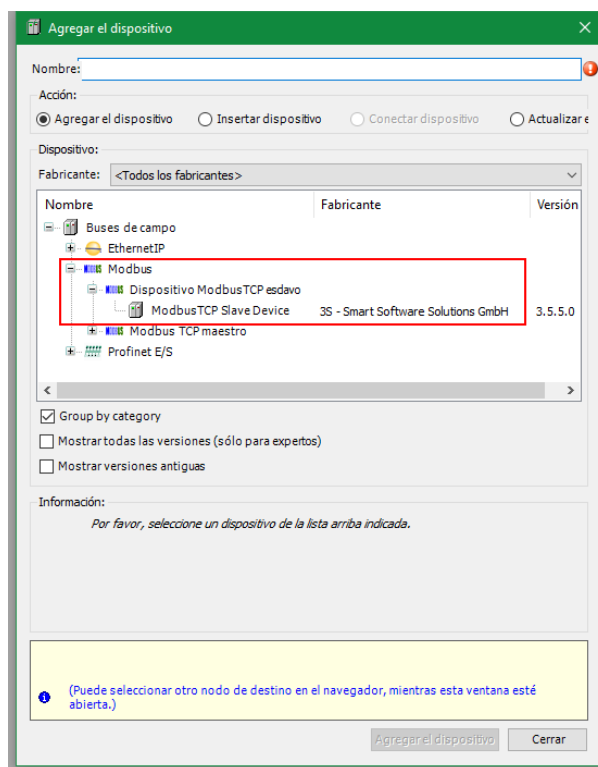 Agregar el dispositivo
Nombre:
Acción:
Agregar el dispositivo Insertar dispositivo Conectar dispositivo Actualizar e
Dispositivo:
Fabricante: <Todos los fabricantes>
Nombre Fabricante Versión
Buses de campo
EthernetIP
Modbus
Dispositivo ModbusTCP esclavo
ModbusTCP Slave Device 3S - Smart Software Solutions GmbH 3.5.5.0
Modbus TCP maestro
Profinet E/S
Group by category
Mostrar todas las versiones (sólo para expertos)
Mostrar versiones antiguas
Información:
Por favor, seleccione un dispositivo de la lista arriba indicada.
(Puede seleccionar otro nodo de destino en el navegador, mientras esta ventana esté
abierta.)
Agregar el dispositivo Cerrar